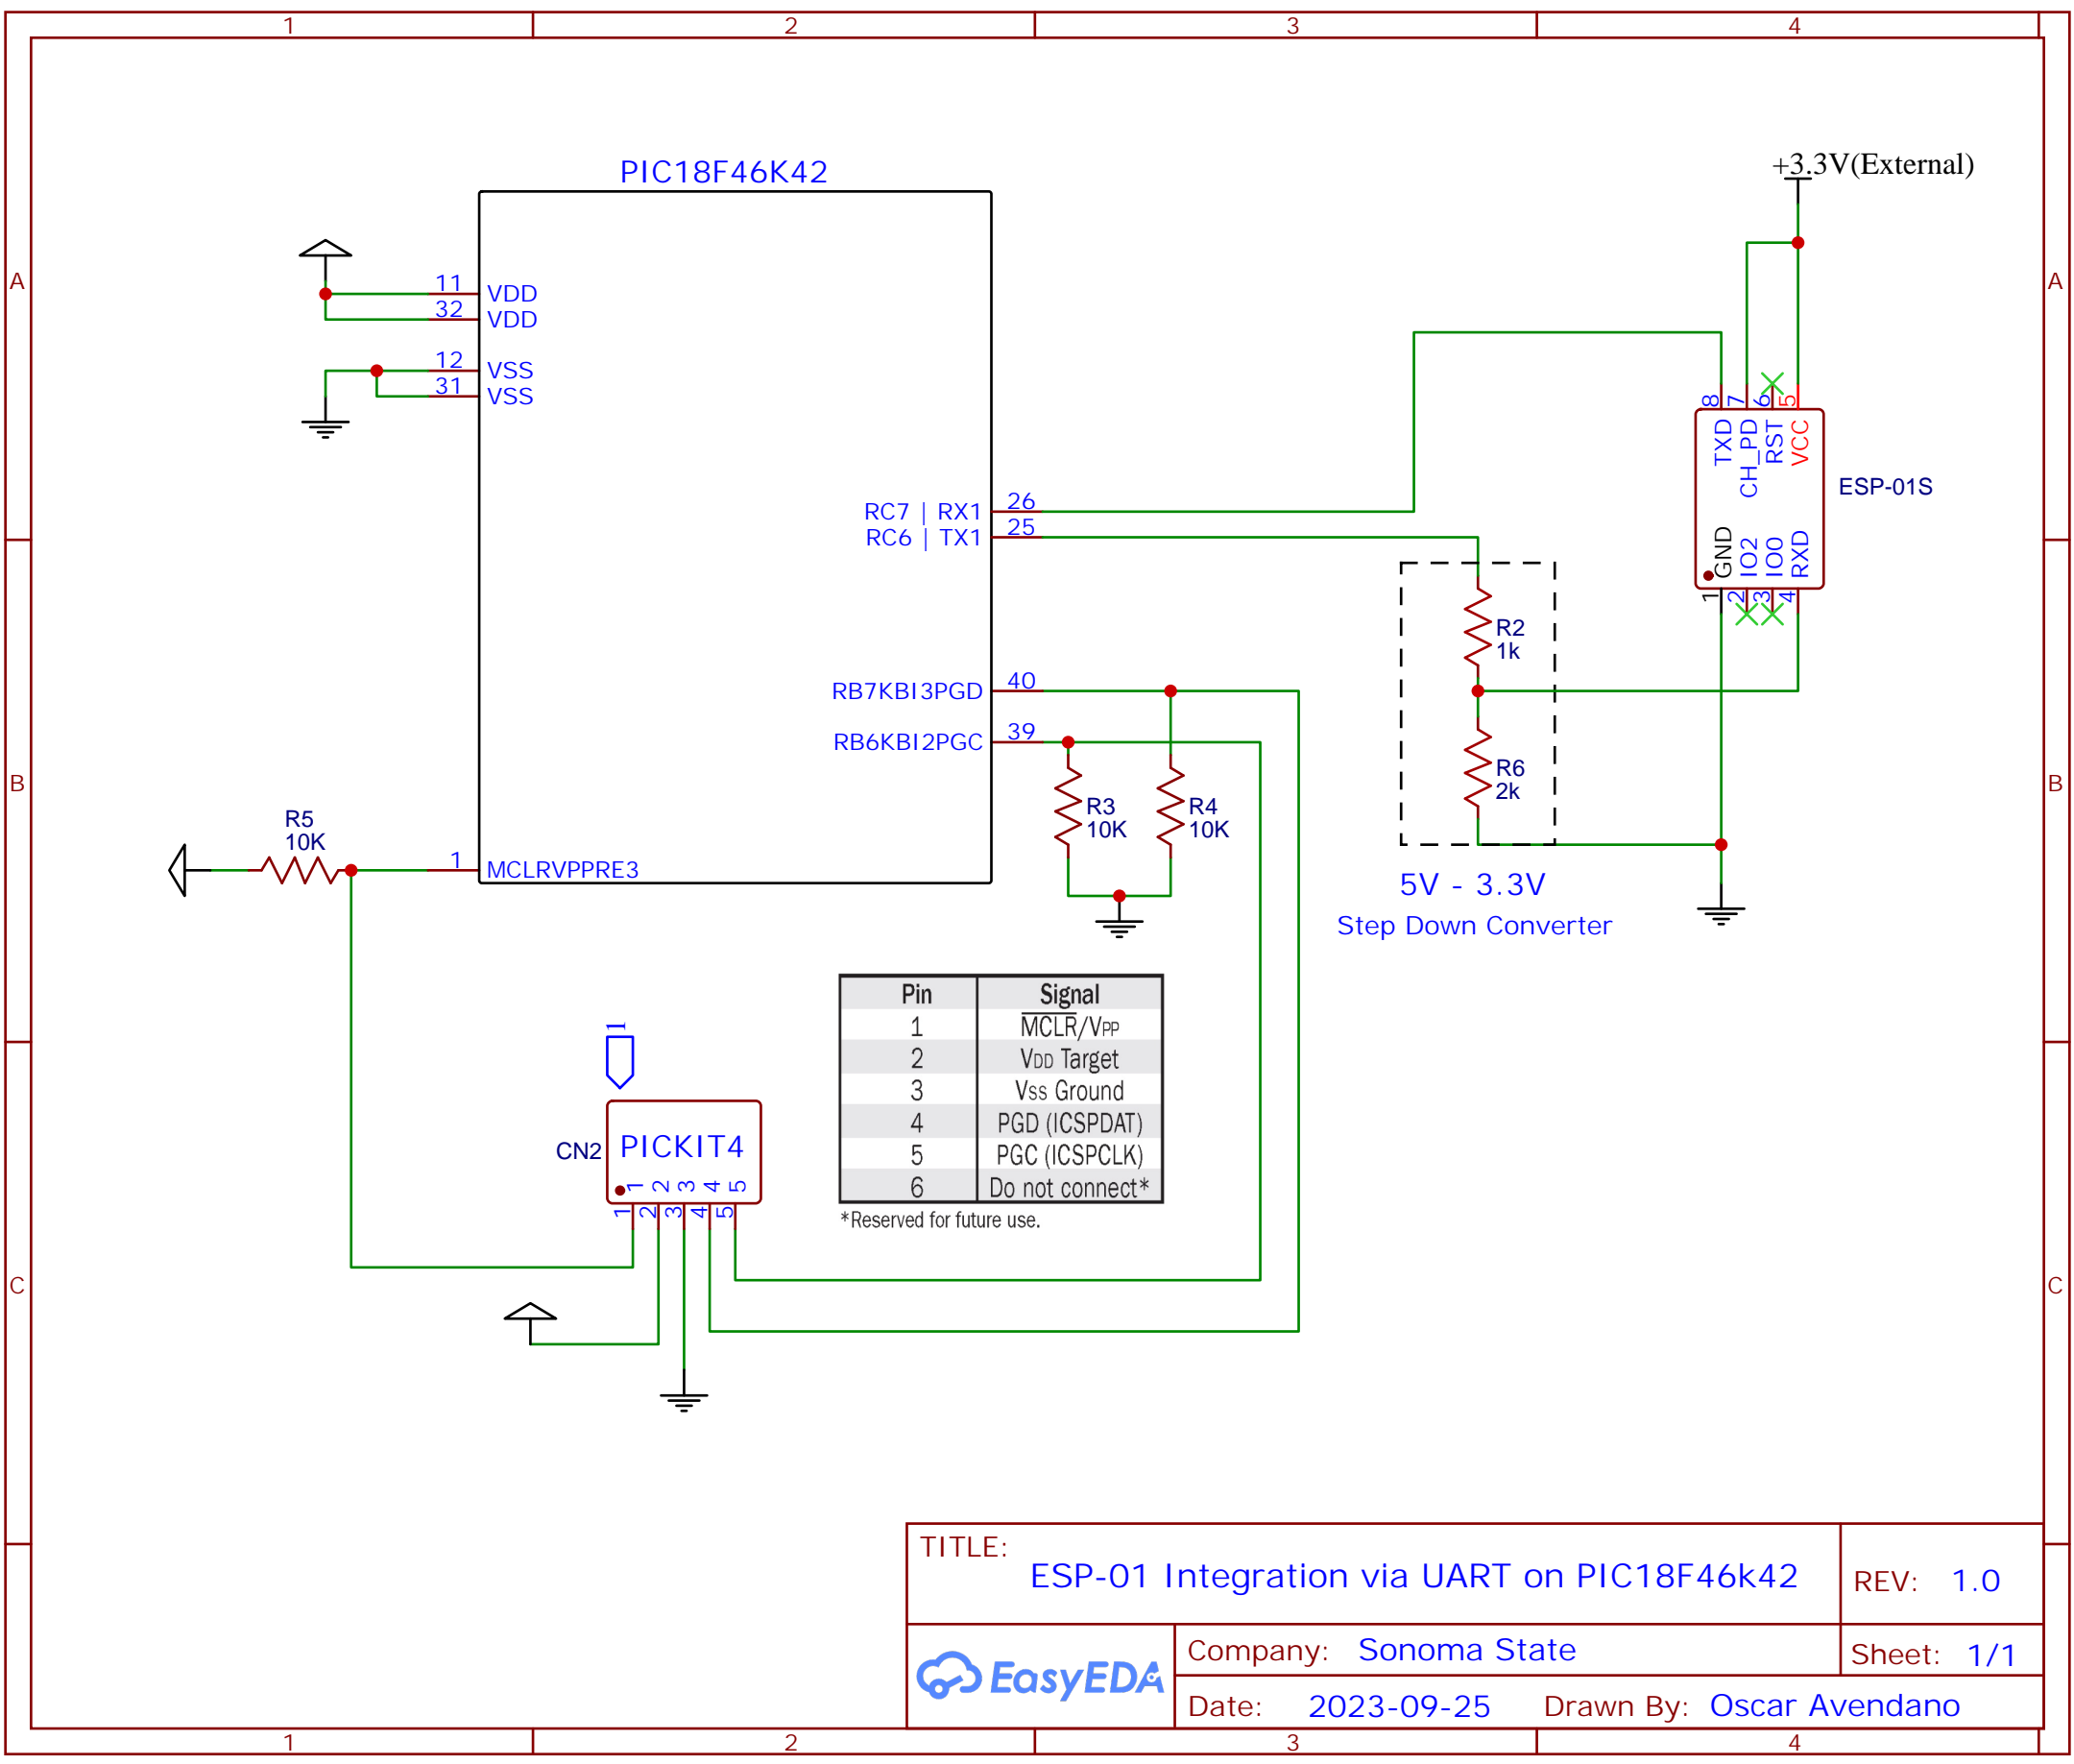 1 2 3 4
A A
B B
C C
PIC18F46K42
11 VDD
32 VDD
12 VSS
31 VSS
RC7 | RX1 26
RC6 | TX1 25
RB7KBI3PGD 40
RB6KBI2PGC 39
1 MCLRVPPRE3
R5
10K
R3
10K
R4
10K
+3.3V(External)
8 7 6 5
TXD CH_PD RST VCC
ESP-01S
GND IO2 IO0 RXD
1 2 3 4
R2
1k
R6
2k
5V - 3.3V
Step Down Converter
1
CN2 PICKIT4
1 2 3 4 5
1 2 3 4 5
Pin Signal
1 MCLR/VPP
2 VDD Target
3 VSS Ground
4 PGD (ICSPDAT)
5 PGC (ICSPCLK)
6 Do not connect*
*Reserved for future use.
TITLE:
ESP-01 Integration via UART on PIC18F46k42
REV: 1.0
EasyEDA
Company: Sonoma State
Sheet: 1/1
Date: 2023-09-25 Drawn By: Oscar Avendano
1 2 3 4